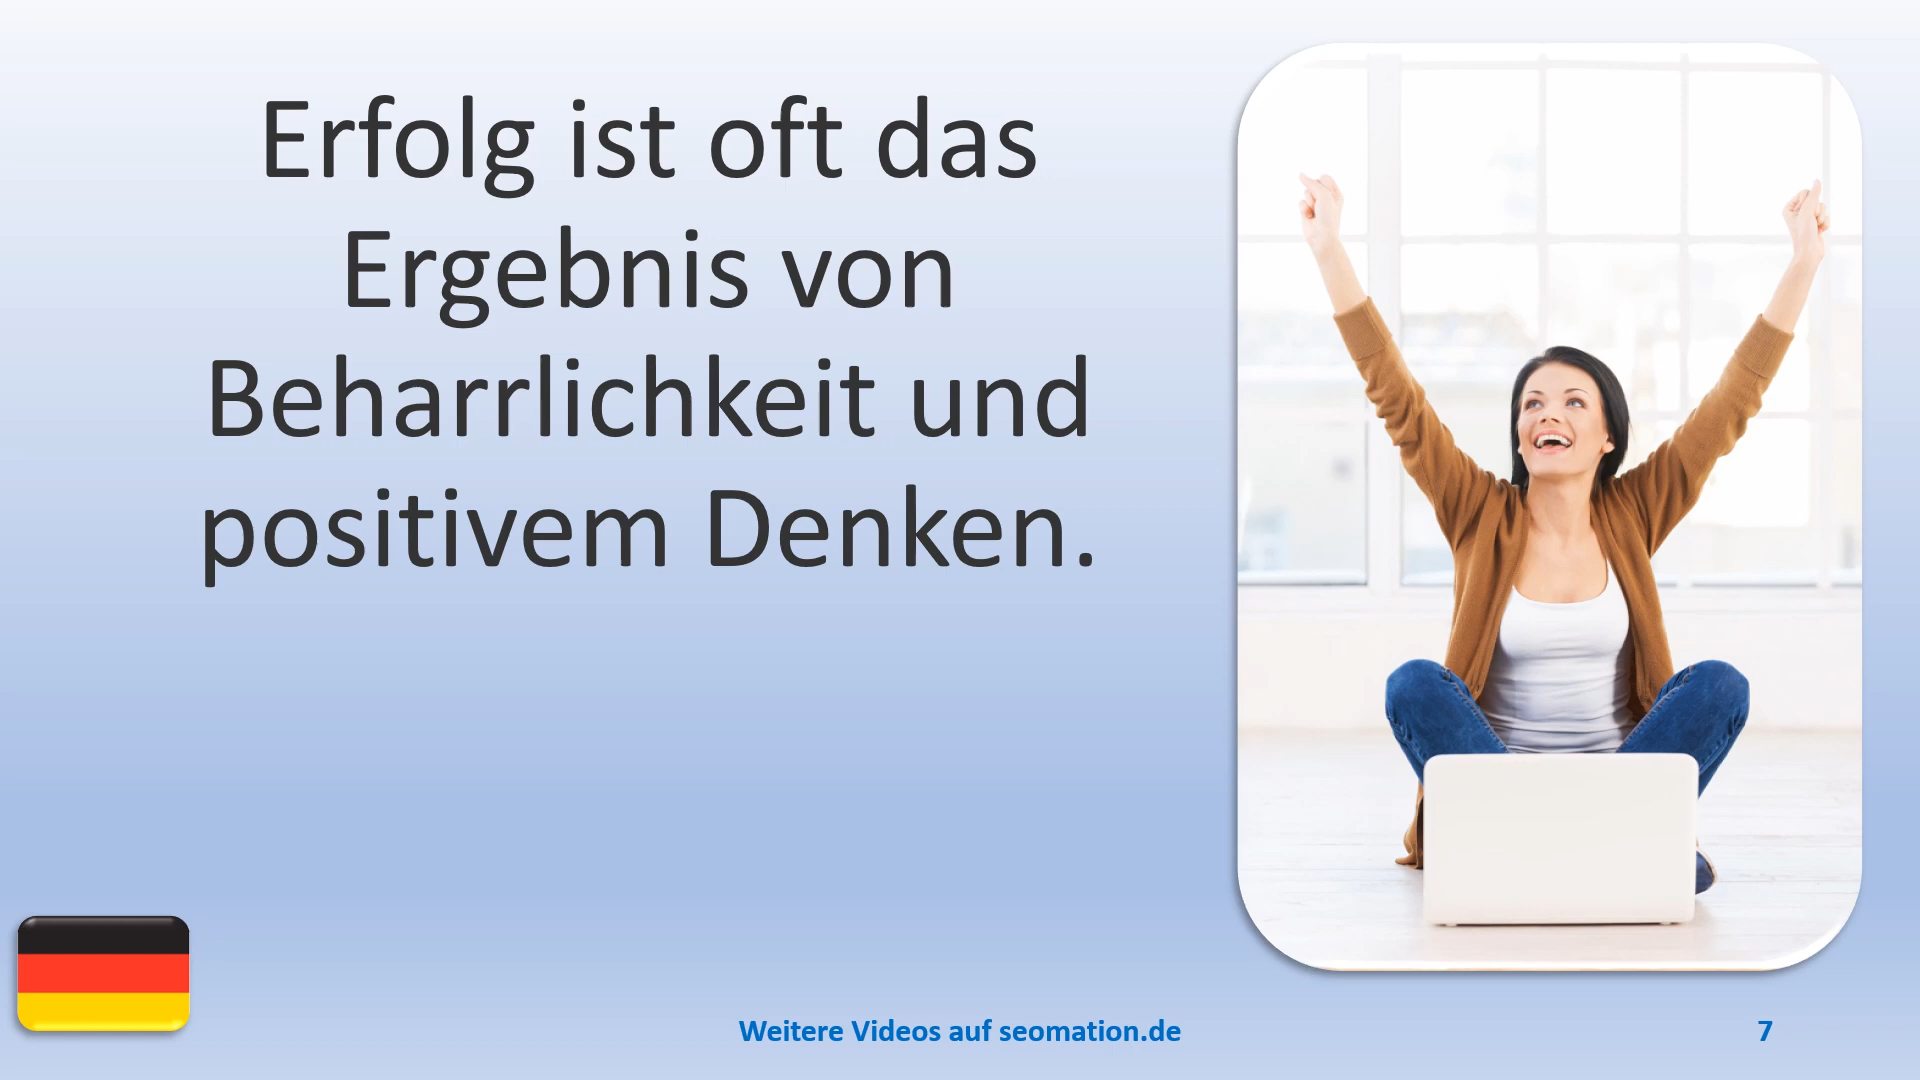 Erfolg ist oft das
Ergebnis von
Beharrlichkeit und
positivem Denken.
Weitere Videos auf seomation.de
7